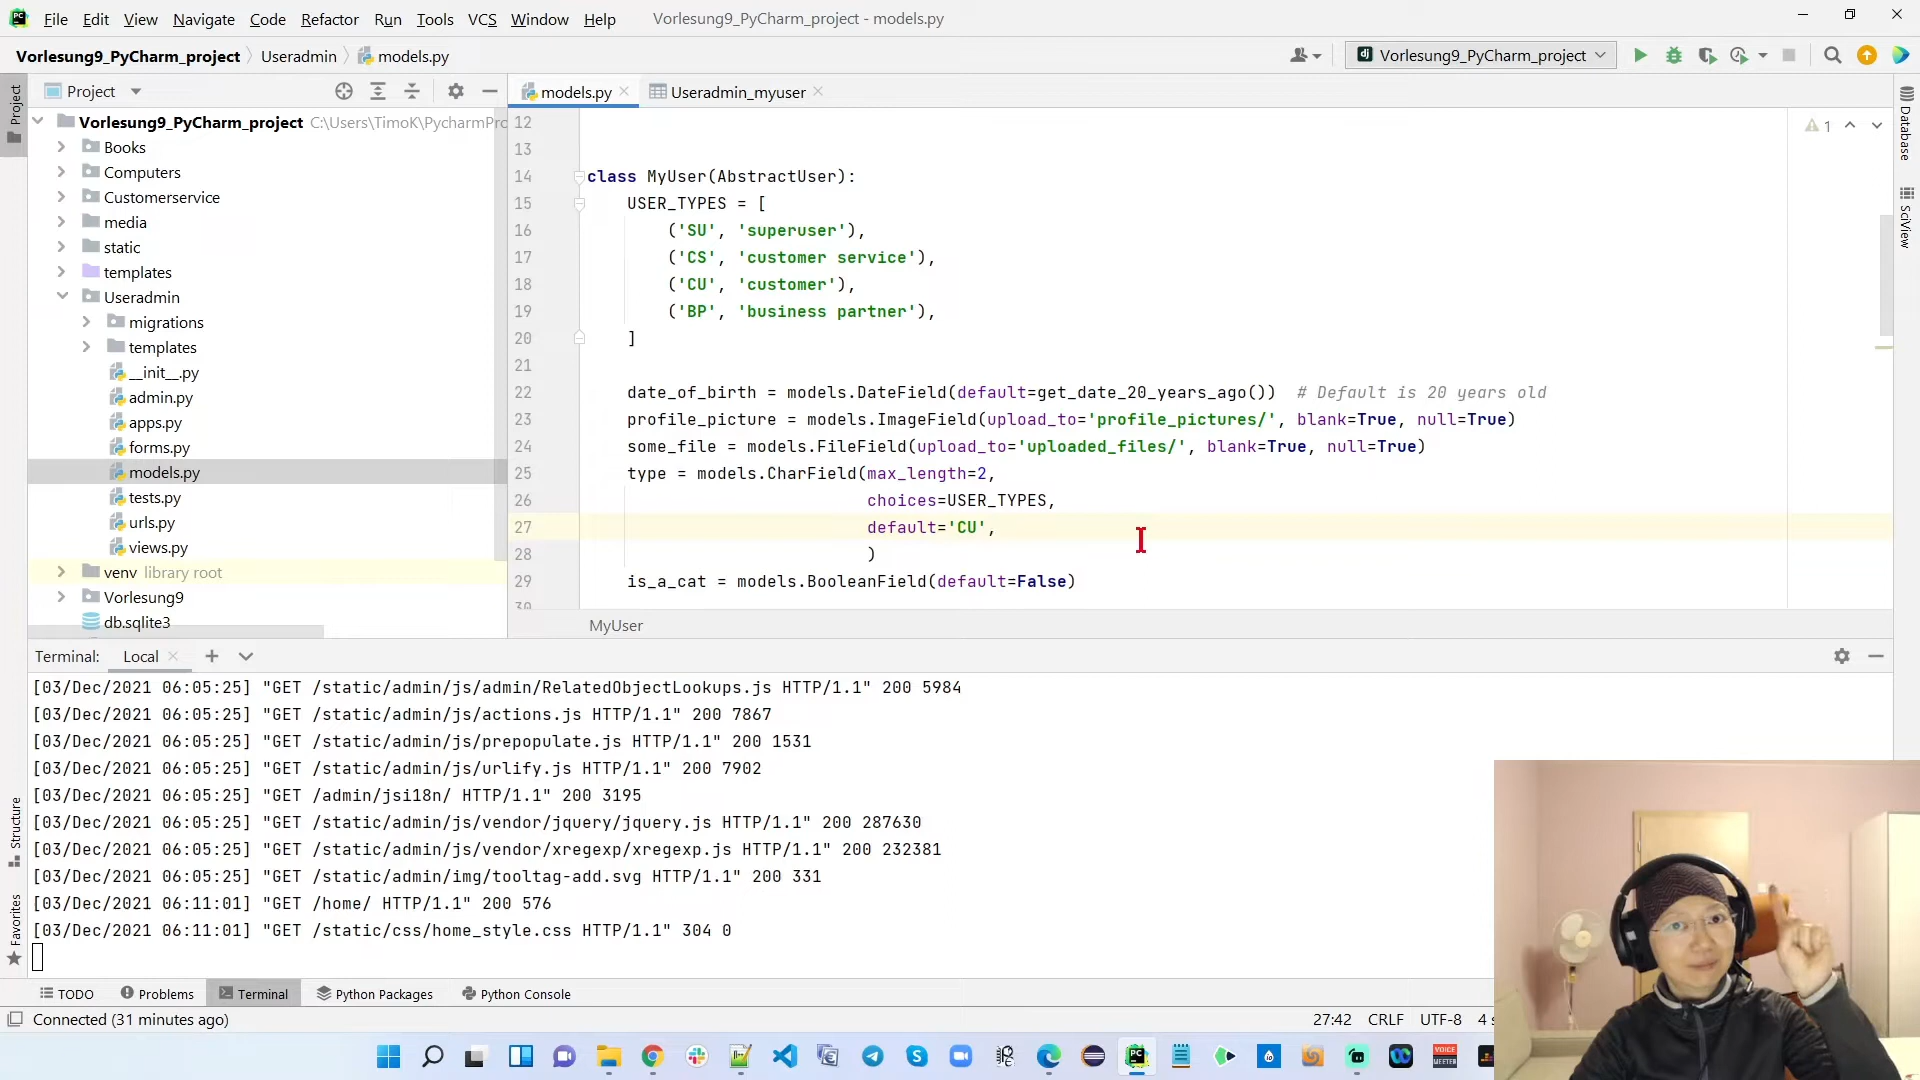 File Edit View Navigate Code Refactor Run Tools VCS Window Help Vorlesung9_PyCharm_project - models.py
Vorlesung9_PyCharm_project Useradmin models.py Vorlesung9_PyCharm_project
Project
models.py Useradmin_myuser
Project
Vorlesung9_PyCharm_project C:\Users\TimoK\PycharmPro
Books
Computers
Customerservice
media
static
templates
Useradmin
migrations
templates
__init__.py
admin.py
apps.py
forms.py
models.py
tests.py
urls.py
views.py
venv library root
Vorlesung9
db.sqlite3
12
13
14 class MyUser(AbstractUser):
15 USER_TYPES = [
16 ('SU', 'superuser'),
17 ('CS', 'customer service'),
18 ('CU', 'customer'),
19 ('BP', 'business partner'),
20 ]
21
22 date_of_birth = models.DateField(default=get_date_20_years_ago()) # Default is 20 years old
23 profile_picture = models.ImageField(upload_to='profile_pictures/', blank=True, null=True)
24 some_file = models.FileField(upload_to='uploaded_files/', blank=True, null=True)
25 type = models.CharField(max_length=2,
26 choices=USER_TYPES,
27 default='CU',
28 )
29 is_a_cat = models.BooleanField(default=False)
30
1
Database
SciView
MyUser
Terminal: Local
[03/Dec/2021 06:05:25] "GET /static/admin/js/admin/RelatedObjectLookups.js HTTP/1.1" 200 5984
[03/Dec/2021 06:05:25] "GET /static/admin/js/actions.js HTTP/1.1" 200 7867
[03/Dec/2021 06:05:25] "GET /static/admin/js/prepopulate.js HTTP/1.1" 200 1531
[03/Dec/2021 06:05:25] "GET /static/admin/js/urlify.js HTTP/1.1" 200 7902
[03/Dec/2021 06:05:25] "GET /admin/jsi18n/ HTTP/1.1" 200 3195
[03/Dec/2021 06:05:25] "GET /static/admin/js/vendor/jquery/jquery.js HTTP/1.1" 200 287630
[03/Dec/2021 06:05:25] "GET /static/admin/js/vendor/xregexp/xregexp.js HTTP/1.1" 200 232381
[03/Dec/2021 06:05:25] "GET /static/admin/img/tooltag-add.svg HTTP/1.1" 200 331
[03/Dec/2021 06:11:01] "GET /home/ HTTP/1.1" 200 576
[03/Dec/2021 06:11:01] "GET /static/css/home_style.css HTTP/1.1" 304 0
Structure
Favorites
TODO Problems Terminal Python Packages Python Console
Connected (31 minutes ago) 27:42 CRLF UTF-8 4 s